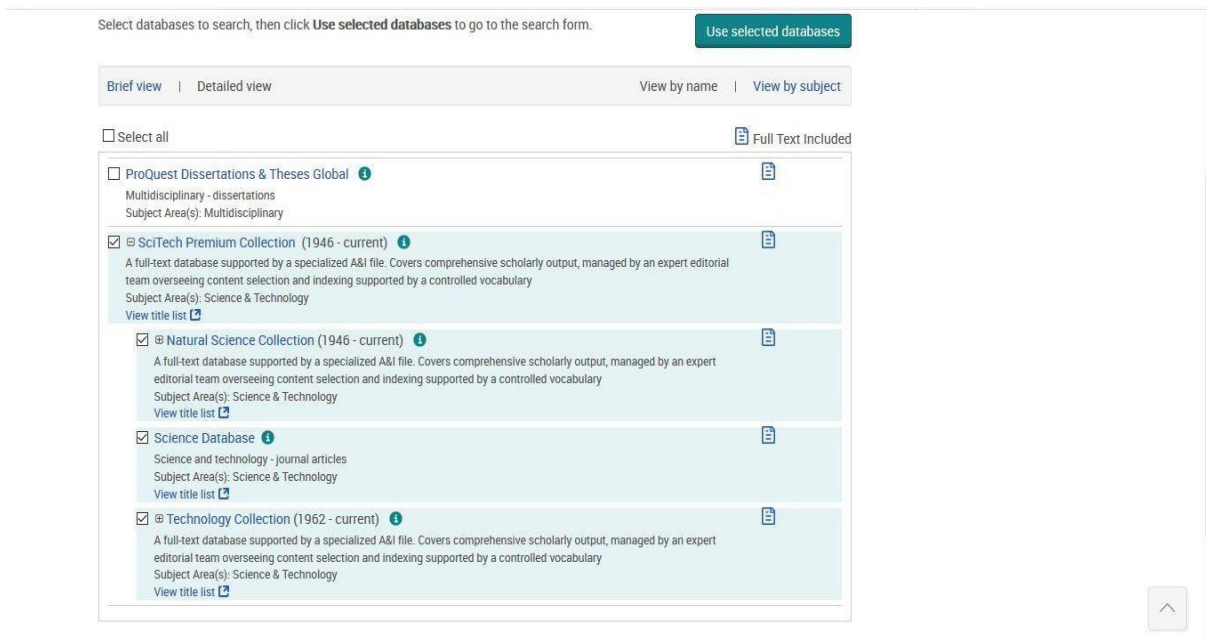 Select databases to search, then click Use selected databases to go to the search form.
Use selected databases
Brief view | Detailed view
View by name | View by subject
Select all
Full Text Included
ProQuest Dissertations & Theses Global
Multidisciplinary - dissertations
Subject Area(s): Multidisciplinary
SciTech Premium Collection (1946 - current)
A full-text database supported by a specialized A&I file. Covers comprehensive scholarly output, managed by an expert editorial
team overseeing content selection and indexing supported by a controlled vocabulary
Subject Area(s): Science & Technology
View title list
Natural Science Collection (1946 - current)
A full-text database supported by a specialized A&I file. Covers comprehensive scholarly output, managed by an expert
editorial team overseeing content selection and indexing supported by a controlled vocabulary
Subject Area(s): Science & Technology
View title list
Science Database
Science and technology - journal articles
Subject Area(s): Science & Technology
View title list
Technology Collection (1962 - current)
A full-text database supported by a specialized A&I file. Covers comprehensive scholarly output, managed by an expert
editorial team overseeing content selection and indexing supported by a controlled vocabulary
Subject Area(s): Science & Technology
View title list